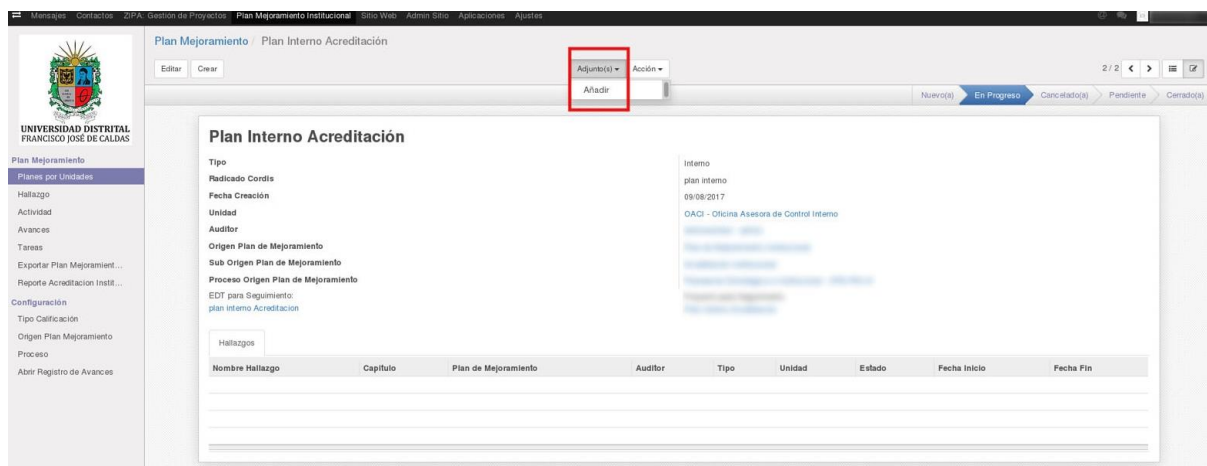 Mensajes Contactos ZIPA: Gestión de Proyectos Plan Mejoramiento Institucional Sitio Web Admin Sitio Aplicaciones Ajustes
Plan Mejoramiento / Plan Interno Acreditación
Editar Crear Adjunto(s) Acción 2 / 2
Añadir
Nuevo(a) En Progreso Cancelado(a) Pendiente Cerrado(a)
UNIVERSIDAD DISTRITAL
FRANCISCO JOSÉ DE CALDAS
Plan Mejoramiento
Planes por Unidades
Hallazgo
Actividad
Avances
Tareas
Exportar Plan Mejoramient...
Reporte Acreditacion Instit...
Configuración
Tipo Calificación
Origen Plan Mejoramiento
Proceso
Abrir Registro de Avances
Plan Interno Acreditación
Tipo Interno
Radicado Cordis plan interno
Fecha Creación 09/08/2017
Unidad OACI - Oficina Asesora de Control Interno
Auditor
Origen Plan de Mejoramiento
Sub Origen Plan de Mejoramiento
Proceso Origen Plan de Mejoramiento
EDT para Seguimiento:
plan interno Acreditacion
Hallazgos
Nombre Hallazgo Capítulo Plan de Mejoramiento Auditor Tipo Unidad Estado Fecha Inicio Fecha Fin